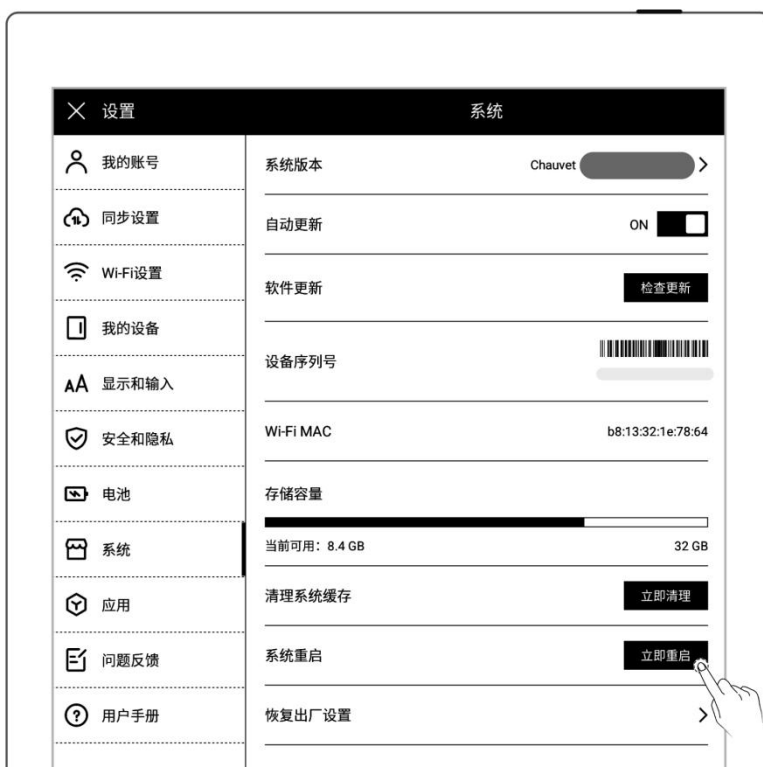 设置
系统
我的账号
同步设置
Wi-Fi设置
我的设备
显示和输入
安全和隐私
电池
系统
应用
问题反馈
用户手册
系统版本 Chauvet
自动更新 ON
软件更新 检查更新
设备序列号
Wi-Fi MAC b8:13:32:1e:78:64
存储容量
当前可用：8.4 GB 32 GB
清理系统缓存 立即清理
系统重启 立即重启
恢复出厂设置